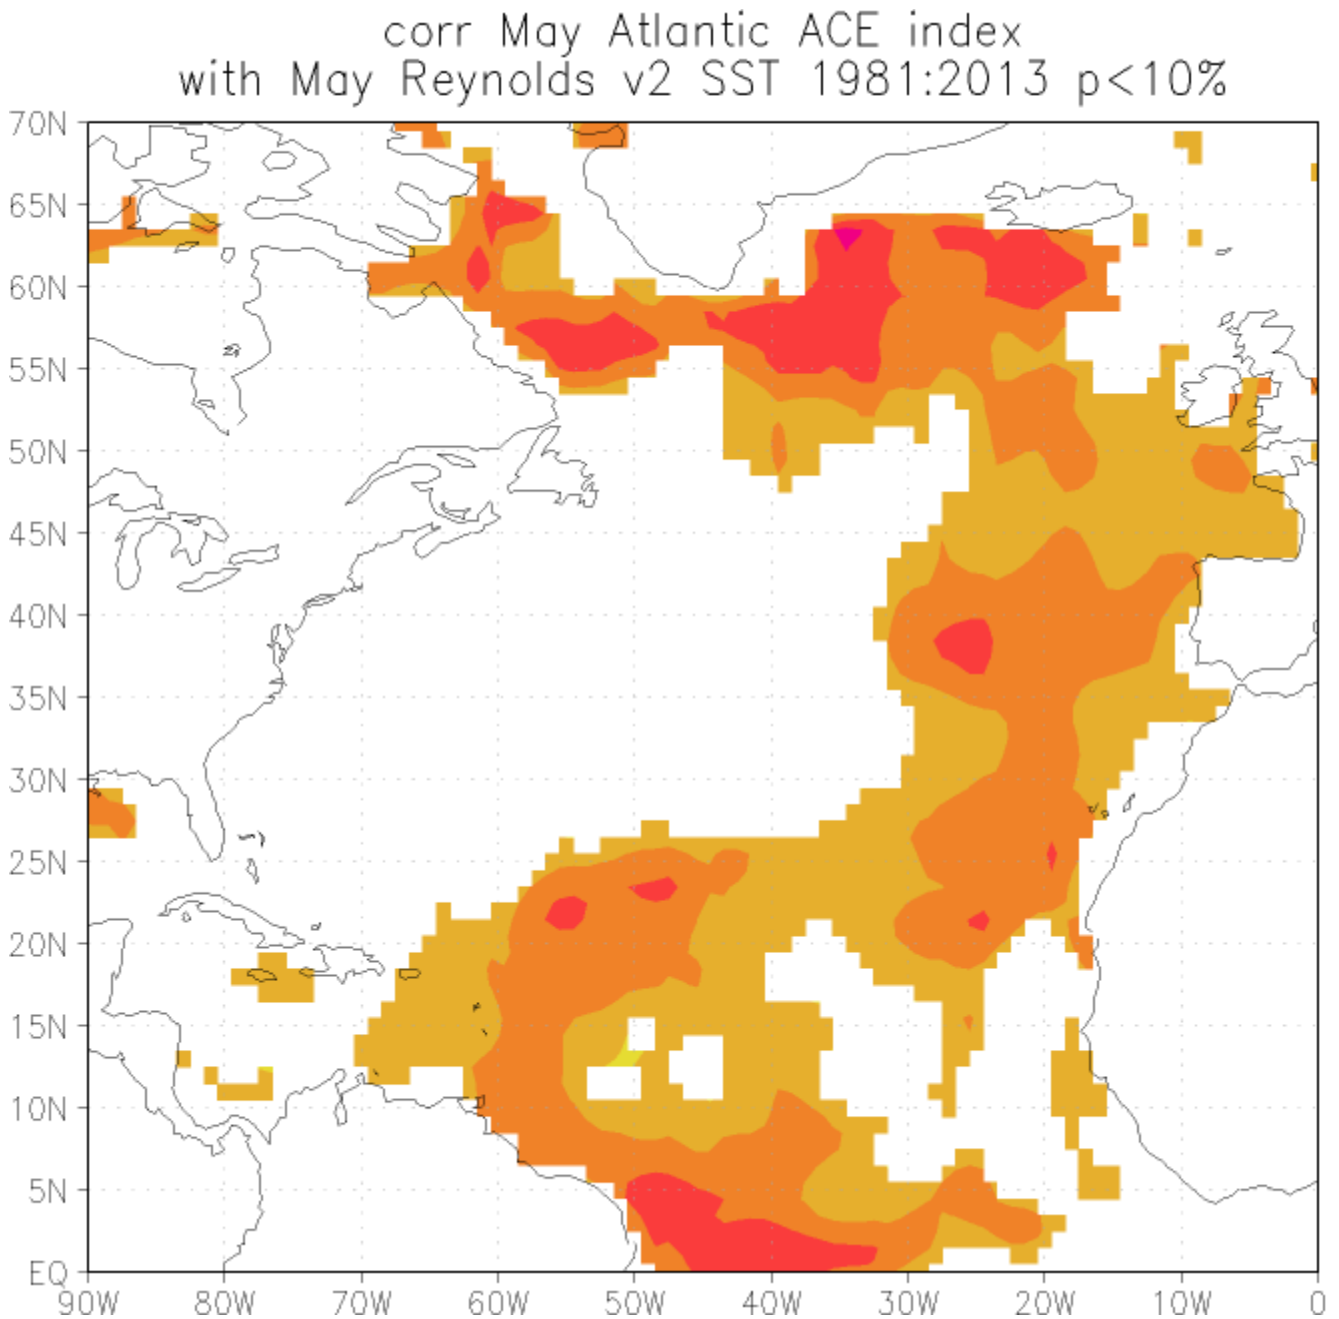 corr May Atlantic ACE index
with May Reynolds v2 SST 1981:2013 p<10%
70N
65N
60N
55N
50N
45N
40N
35N
30N
25N
20N
15N
10N
5N
EQ
90W 80W 70W 60W 50W 40W 30W 20W 10W 0